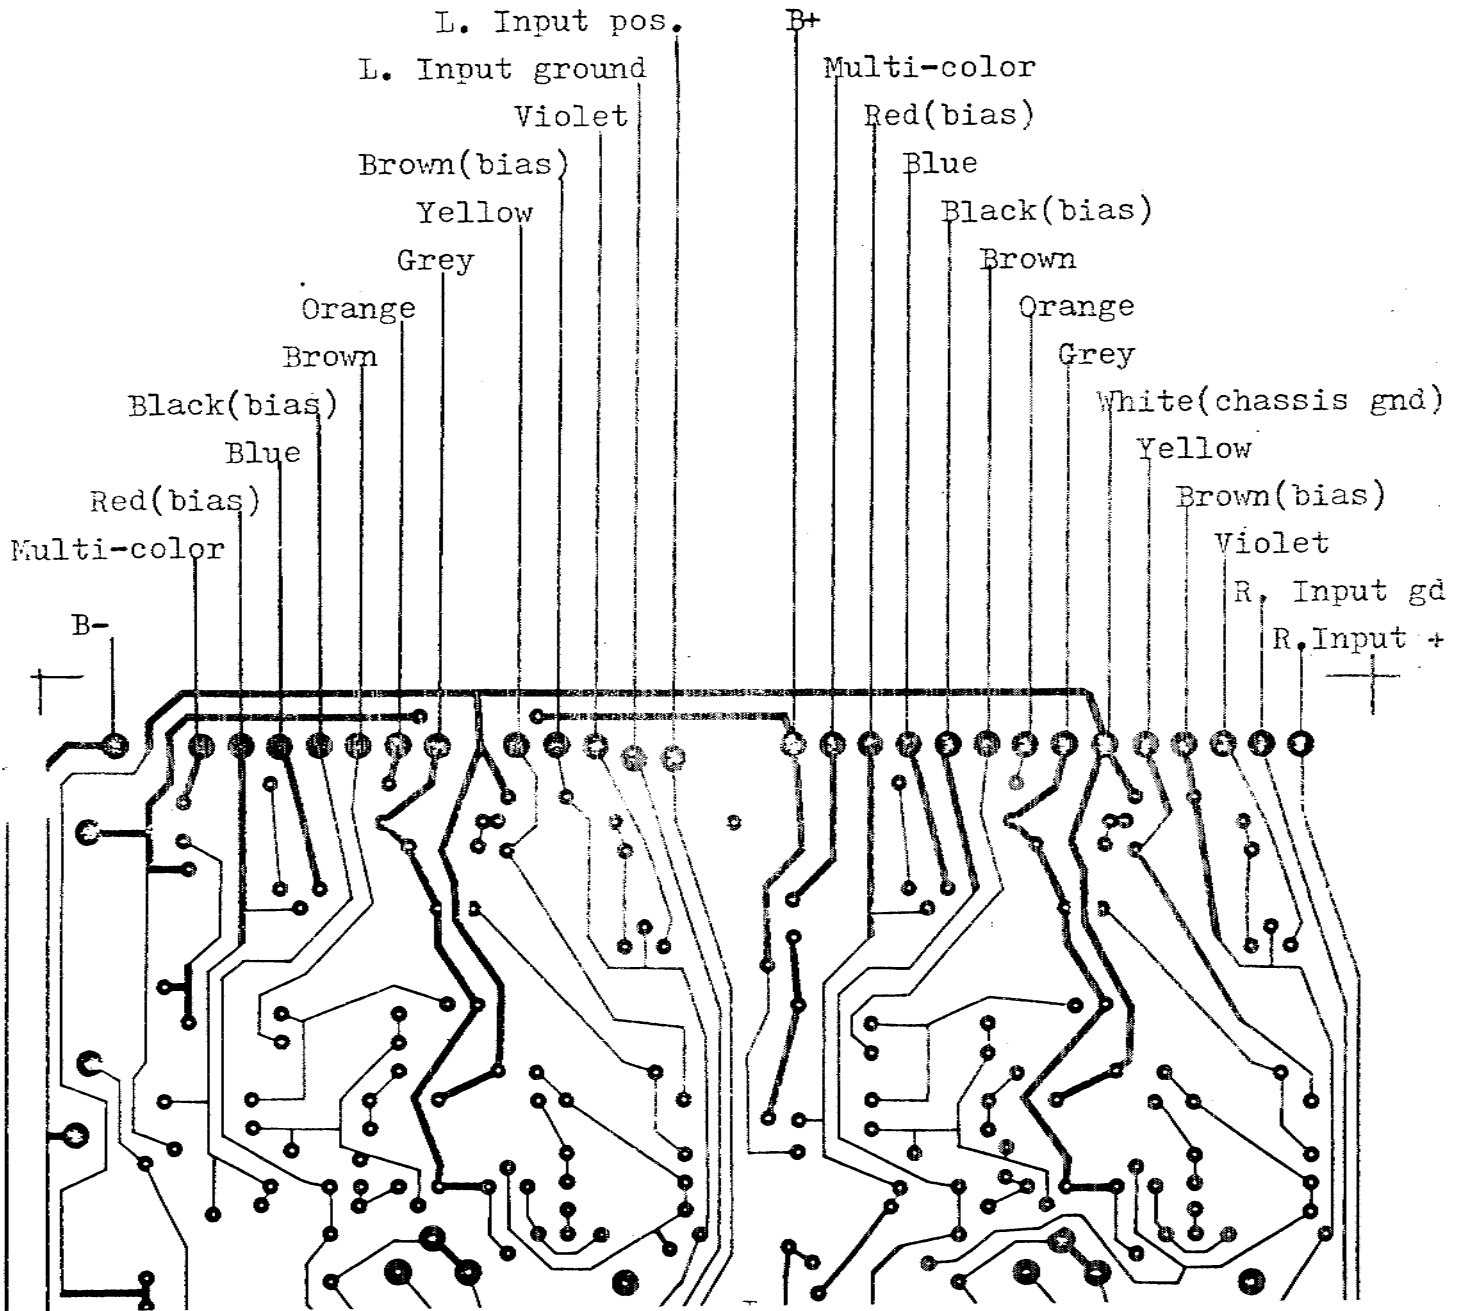 L. Input pos.
L. Input ground
Violet
Brown(bias)
Yellow
Grey
Orange
Brown
Black(bias)
Blue
Red(bias)
Multi-color
B-
B+
Multi-color
Red(bias)
Blue
Black(bias)
Brown
Orange
Grey
White(chassis gnd)
Yellow
Brown(bias)
Violet
R. Input gd
R.Input +